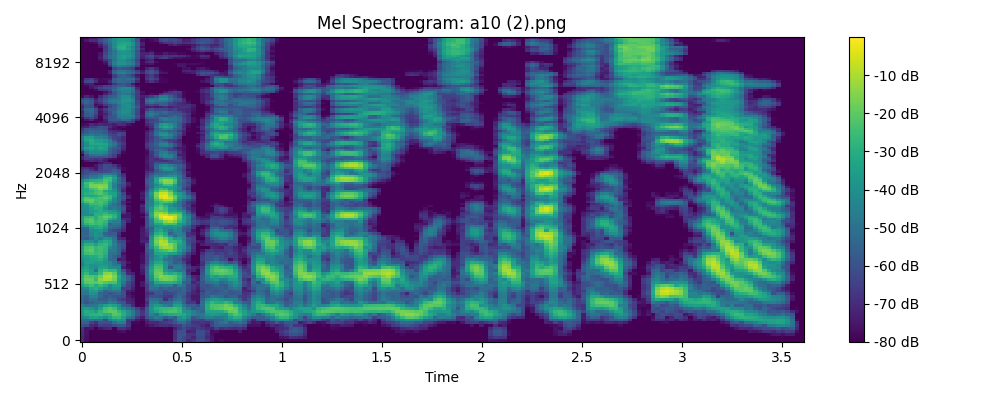 Mel Spectrogram: a10 (2).png
8192
4096
2048
1024
512
0
Hz
0 0.5 1 1.5 2 2.5 3 3.5
Time
-10 dB
-20 dB
-30 dB
-40 dB
-50 dB
-60 dB
-70 dB
-80 dB